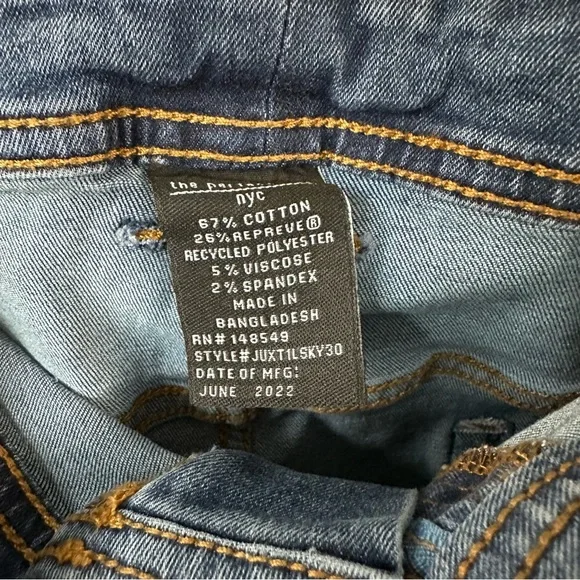 the
nyc
67% COTTON
26% REPREVE®
RECYCLED POLYESTER
5% VISCOSE
2% SPANDEX
MADE IN
BANGLADESH
RN# 148549
STYLE#JUXT1LSKY30
DATE OF MFG:
JUNE 2022